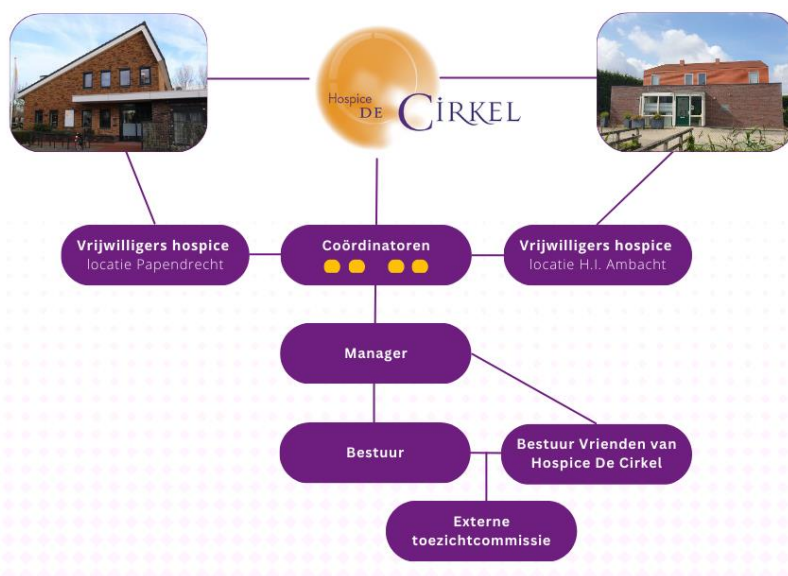 Hospice
DE CIRKEL
Vrijwilligers hospice
locatie Papendrecht
Coördinatoren
Vrijwilligers hospice
locatie H.I. Ambacht
Manager
Bestuur
Bestuur Vrienden van
Hospice De Cirkel
Externe
toezichtcommissie